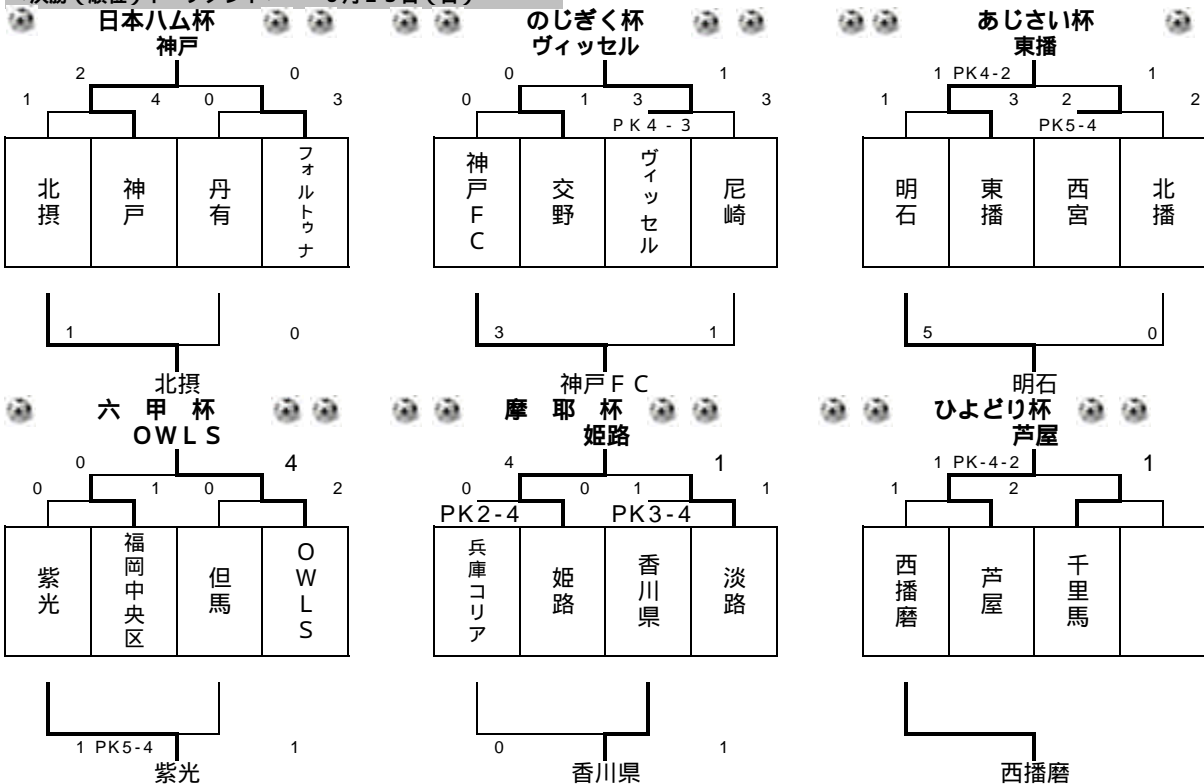 日本ハム杯
神戸
2 0
1 4 0 3
北摂 神戸 丹有 フォルトゥナ
1 0
北摂
のじぎく杯
ヴィッセル
0 1
0 1 3 3
PK4-3
神戸FC 交野 ヴィッセル 尼崎
3 1
神戸FC
あじさい杯
東播
1 PK4-2 1
1 3 2 2
PK5-4
明石 東播 西宮 北播
5 0
明石
六甲杯
OWLS
0 4
0 1 0 2
紫光 福岡中央区 但馬 OWLS
1 PK5-4 1
紫光
摩耶杯
姫路
4 1
0 0 1 1
PK2-4 PK3-4
兵庫コリア 姫路 香川県 淡路
0 1
香川県
ひよどり杯
芦屋
1 PK-4-2 1
1 2
西播磨 芦屋 千里馬
西播磨